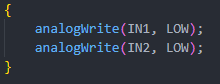 {
analogWrite(IN1, LOW);
analogWrite(IN2, LOW);
}